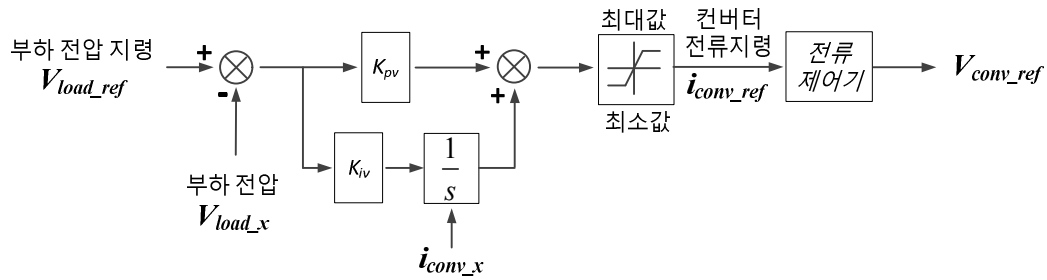 부하 전압 지령
V_load_ref
+
-
부하 전압
V_load_x
K_pv
K_iv
1
s
i_conv_x
+
+
최대값
최소값
컨버터
전류지령
i_conv_ref
전류
제어기
V_conv_ref